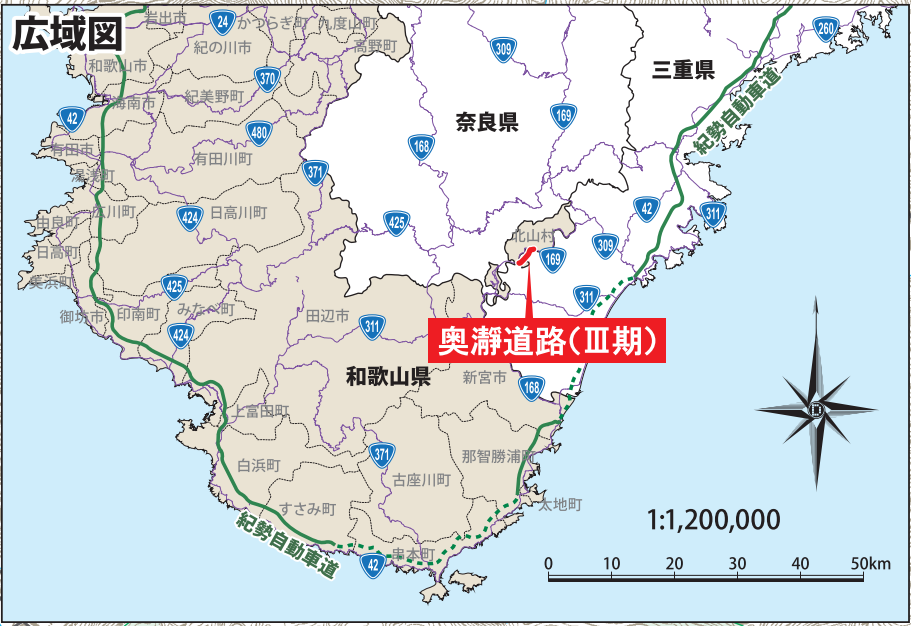 広域図
岩出市
24
かつらぎ町
九度山町
260
紀の川市
高野町
309
和歌山市
三重県
370
紀勢自動車道
海南市
紀美野町
42
480
奈良県
169
有田市
有田川町
168
湯浅町
371
広川町
424
日高川町
425
42
311
由良町
北山村
309
日高町
169
美浜町
425
311
御坊市
印南町
みなべ町
田辺市
311
424
奥瀞道路(Ⅲ期)
和歌山県
新宮市
168
上富田町
371
那智勝浦町
白浜町
古座川町
すさみ町
太地町
1:1,200,000
紀勢自動車道
串本町
42
0 10 20 30 40 50km